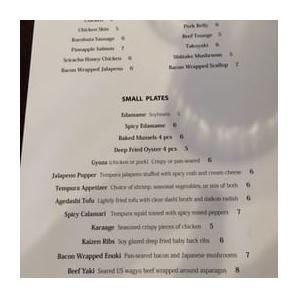 Chicken Skin 5
Kurobuta Sausage 6
Pineapple Salmon 7
Sriracha Honey Chicken 6
Bacon Wrapped Jalapeno 6
Pork Belly 6
Beef Tounge 5
Takoyaki 6
Shiitake Mushroom 5
Bacon Wrapped Scallop 7
SMALL PLATES
Edamame Soybeans 5
Spicy Edamame 6
Baked Mussels 4 pcs 6
Deep Fried Oyster 4 pcs 5
Gyoza (chicken or pork) Crispy or pan-seared 6
Jalapeno Popper Tempura jalapeno stuffed with spicy crab and cream cheese 6
Tempura Appetizer Choice of shrimp, seasonal vegetables, or mix of both 6
Agedashi Tofu Lightly fried tofu with clear dashi broth and daikon radish 6
Spicy Calamari Tempura squid tossed with spicy mixed peppers 7
Karaage Seasoned crispy pieces of chicken 5
Kaizen Ribs Soy glazed deep fried baby back ribs 6
Bacon Wrapped Enoki Pan-seared bacon and Japanese mushrooms 7
Beef Yaki Seared US wagyu beef wrapped around asparagus 8